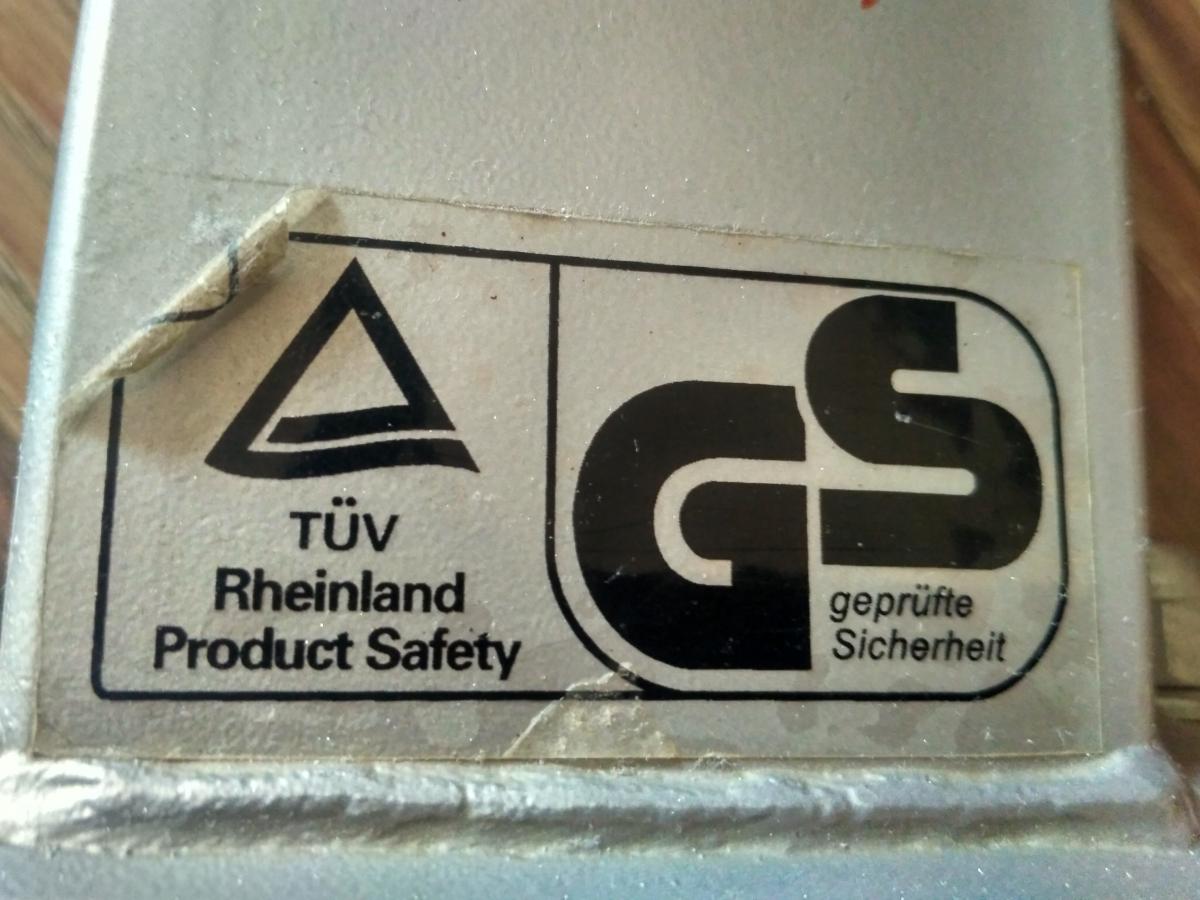 TÜV
Rheinland
Product Safety
GS
geprüfte
Sicherheit